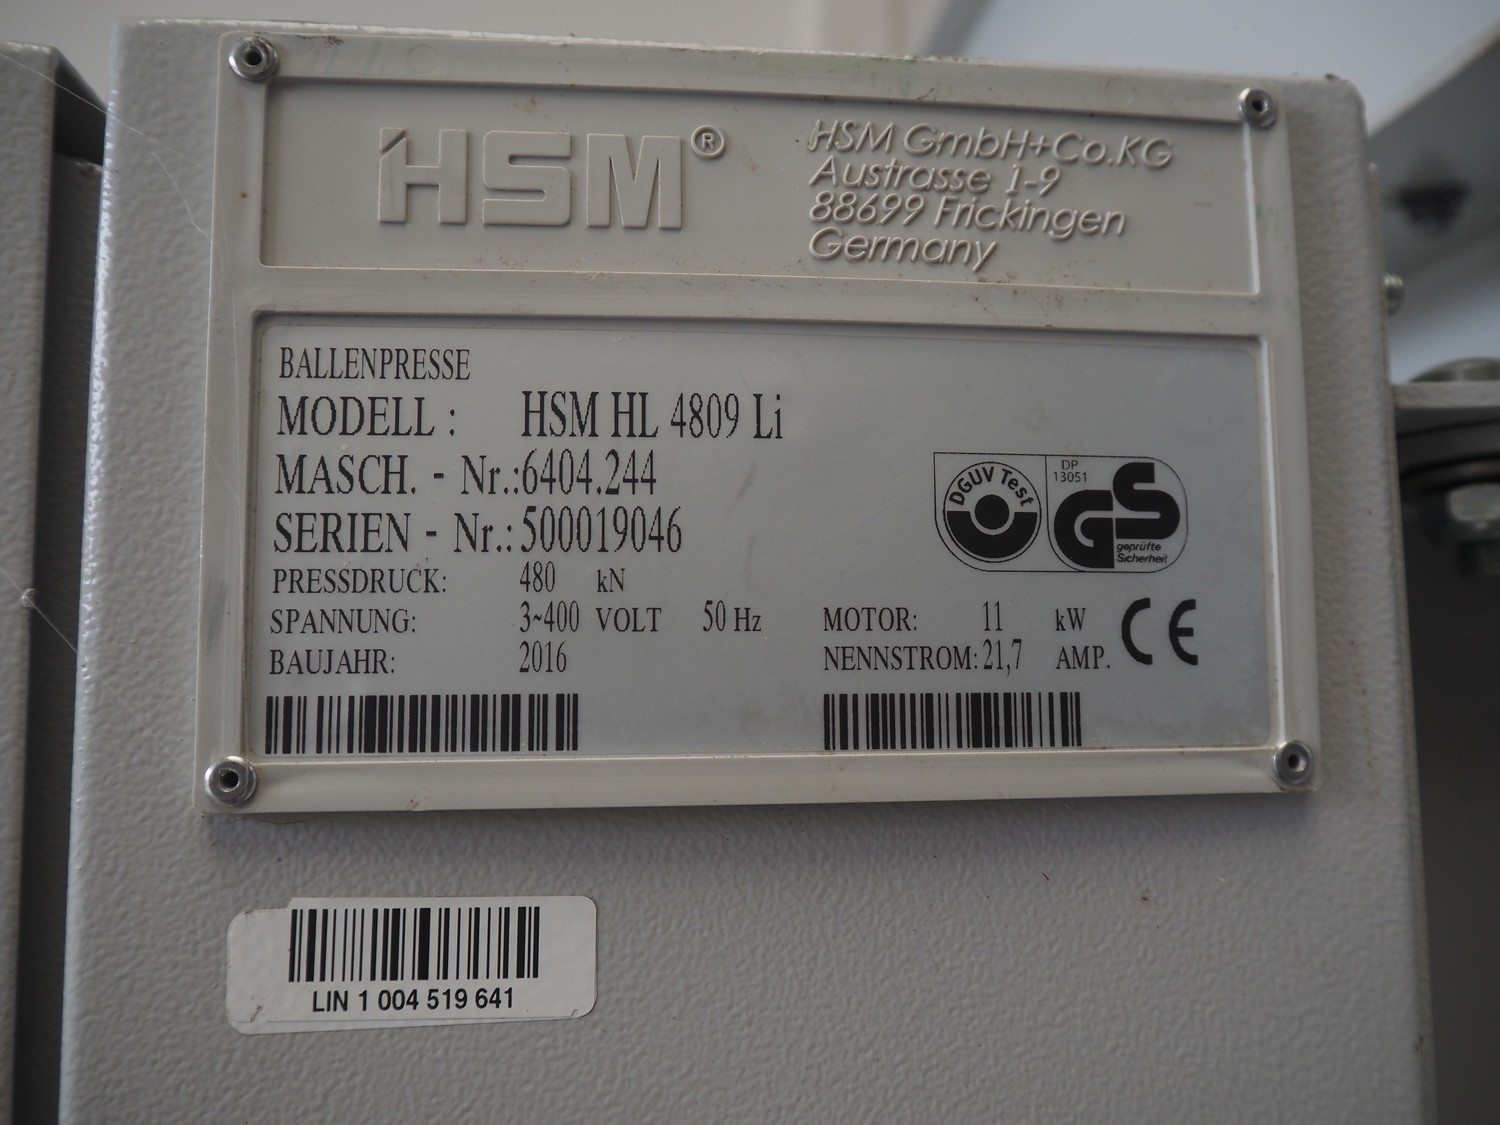 HSM®
HSM GmbH+Co.KG
Austrasse 1-9
88699 Frickingen
Germany
BALLENPRESSE
MODELL : HSM HL 4809 Li
MASCH. - Nr.:6404.244
SERIEN - Nr.:500019046
PRESSDRUCK: 480 kN
SPANNUNG: 3~400 VOLT 50 Hz MOTOR: 11 kW
BAUJAHR: 2016 NENNSTROM: 21,7 AMP.
CE
DGUV Test
DP
13051
GS
geprüfte
Sicherheit
LIN 1 004 519 641